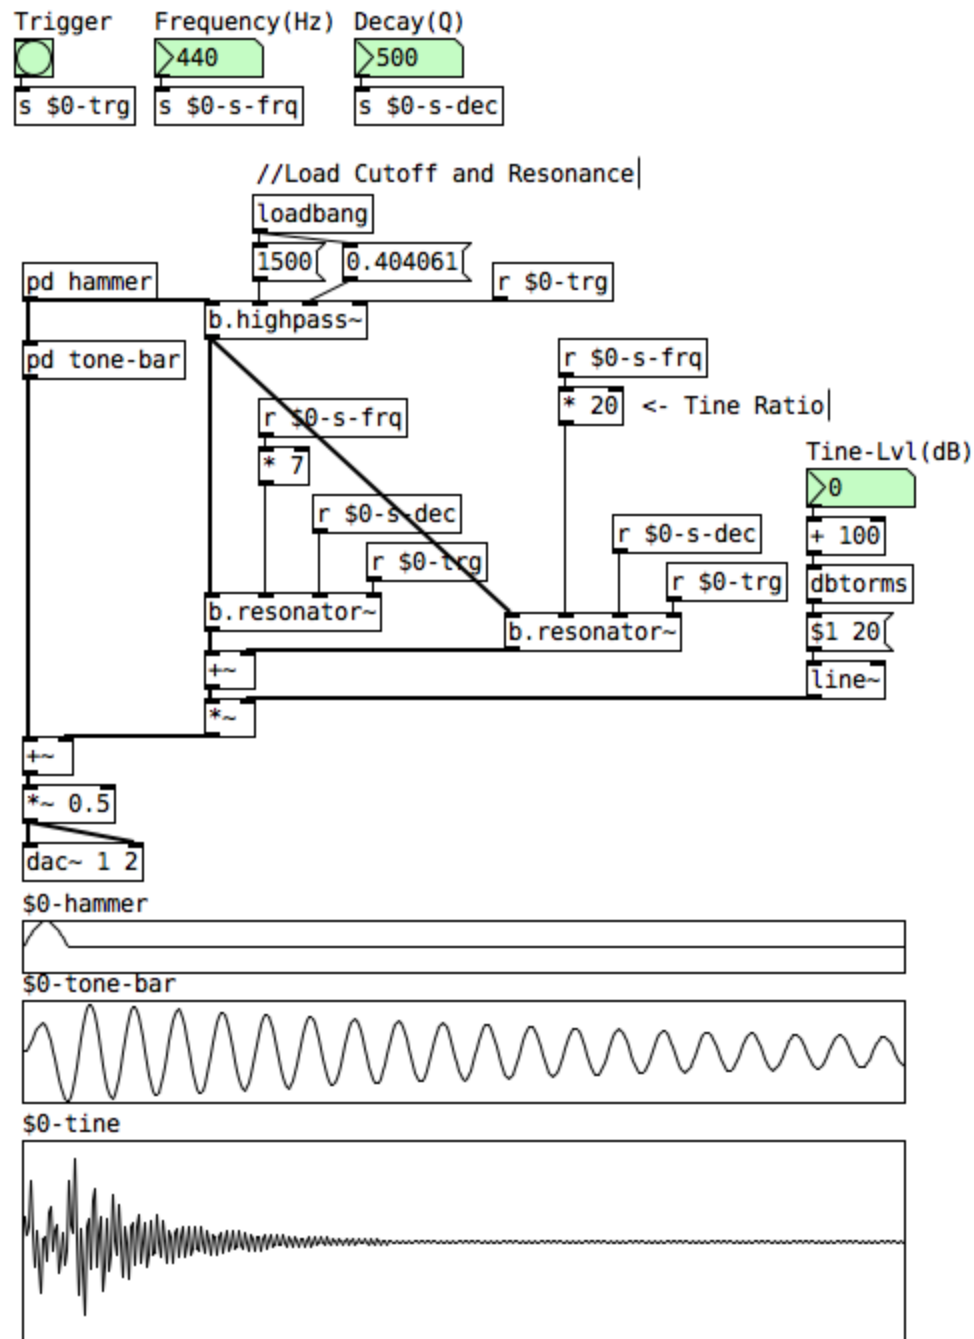 Trigger
Frequency(Hz)
Decay(Q)
440
500
s $0-trg
s $0-s-frq
s $0-s-dec
//Load Cutoff and Resonance
loadbang
1500
0.404061
pd hammer
r $0-trg
b.highpass~
pd tone-bar
r $0-s-frq
* 20
<- Tine Ratio
r $0-s-frq
* 7
Tine-Lvl(dB)
0
r $0-s-dec
+ 100
r $0-s-dec
r $0-trg
r $0-trg
dbtorms
b.resonator~
b.resonator~
$1 20
+~
line~
*~
+~
*~ 0.5
dac~ 1 2
$0-hammer
$0-tone-bar
$0-tine